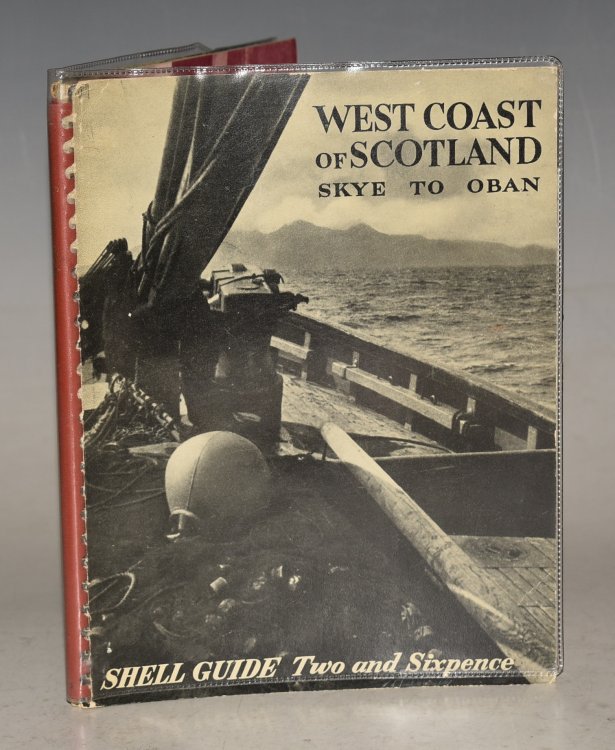 WEST COAST
OF SCOTLAND
SKYE TO OBAN
SHELL GUIDE Two and Sixpence